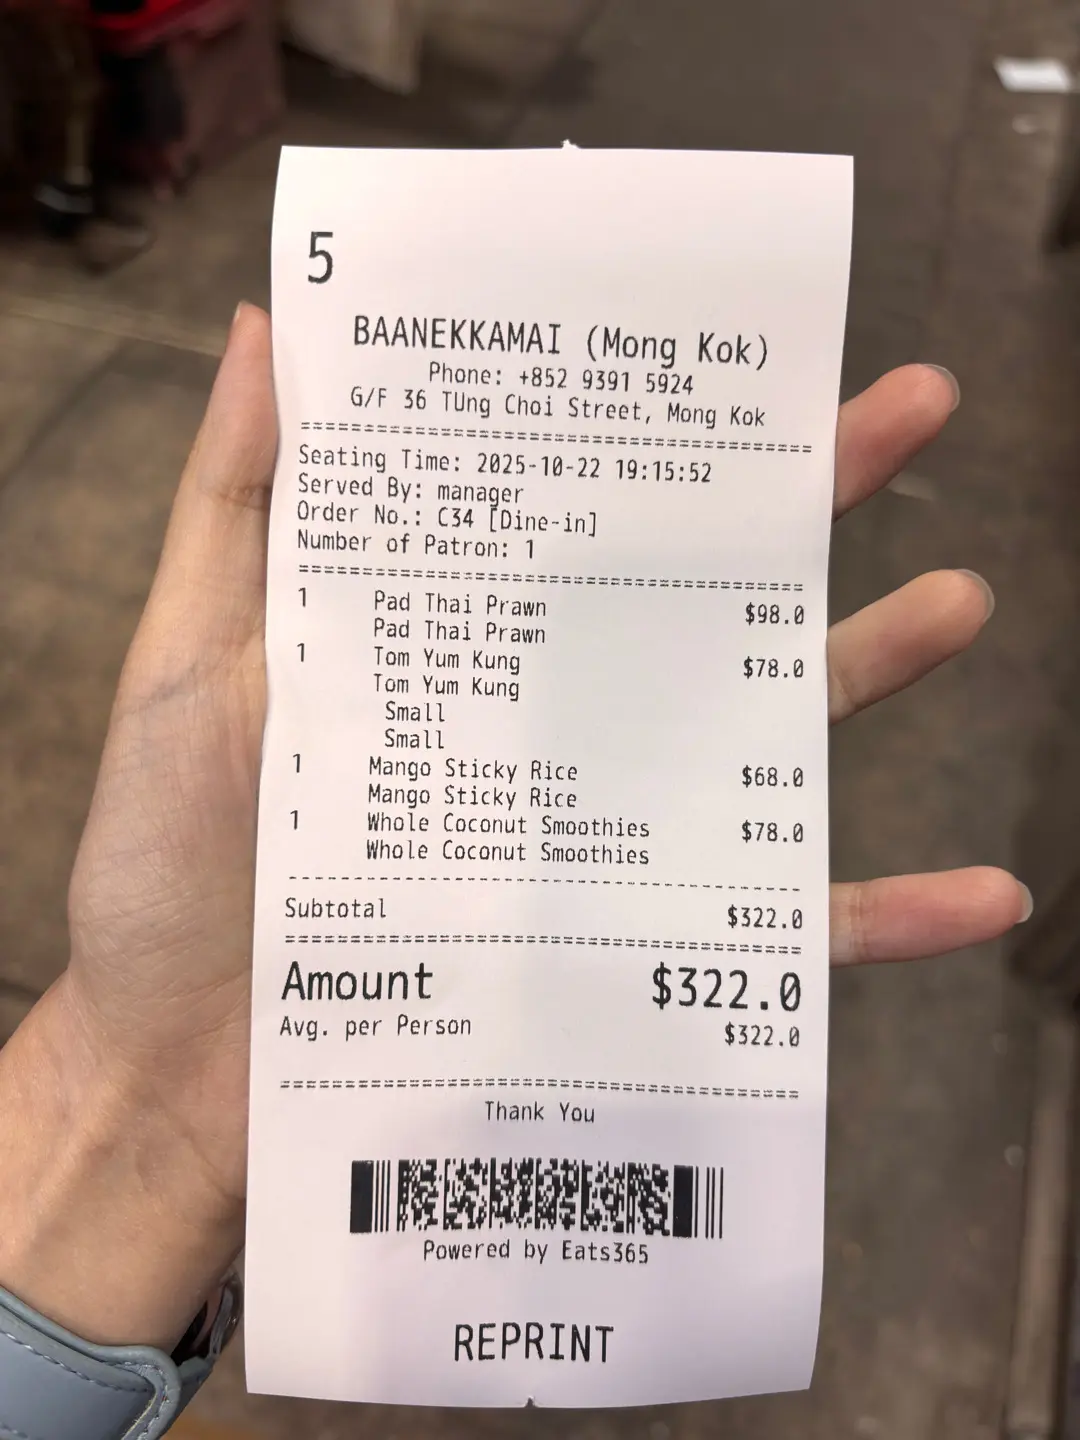 5
BAANEKKAMAI (Mong Kok)
Phone: +852 9391 5924
G/F 36 TUng Choi Street, Mong Kok
Seating Time: 2025-10-22 19:15:52
Served By: manager
Order No.: C34 [Dine-in]
Number of Patron: 1
1 Pad Thai Prawn $98.0
Pad Thai Prawn
1 Tom Yum Kung $78.0
Tom Yum Kung
Small
Small
1 Mango Sticky Rice $68.0
Mango Sticky Rice
1 Whole Coconut Smoothies $78.0
Whole Coconut Smoothies
Subtotal $322.0
Amount $322.0
Avg. per Person $322.0
Thank You
Powered by Eats365
REPRINT